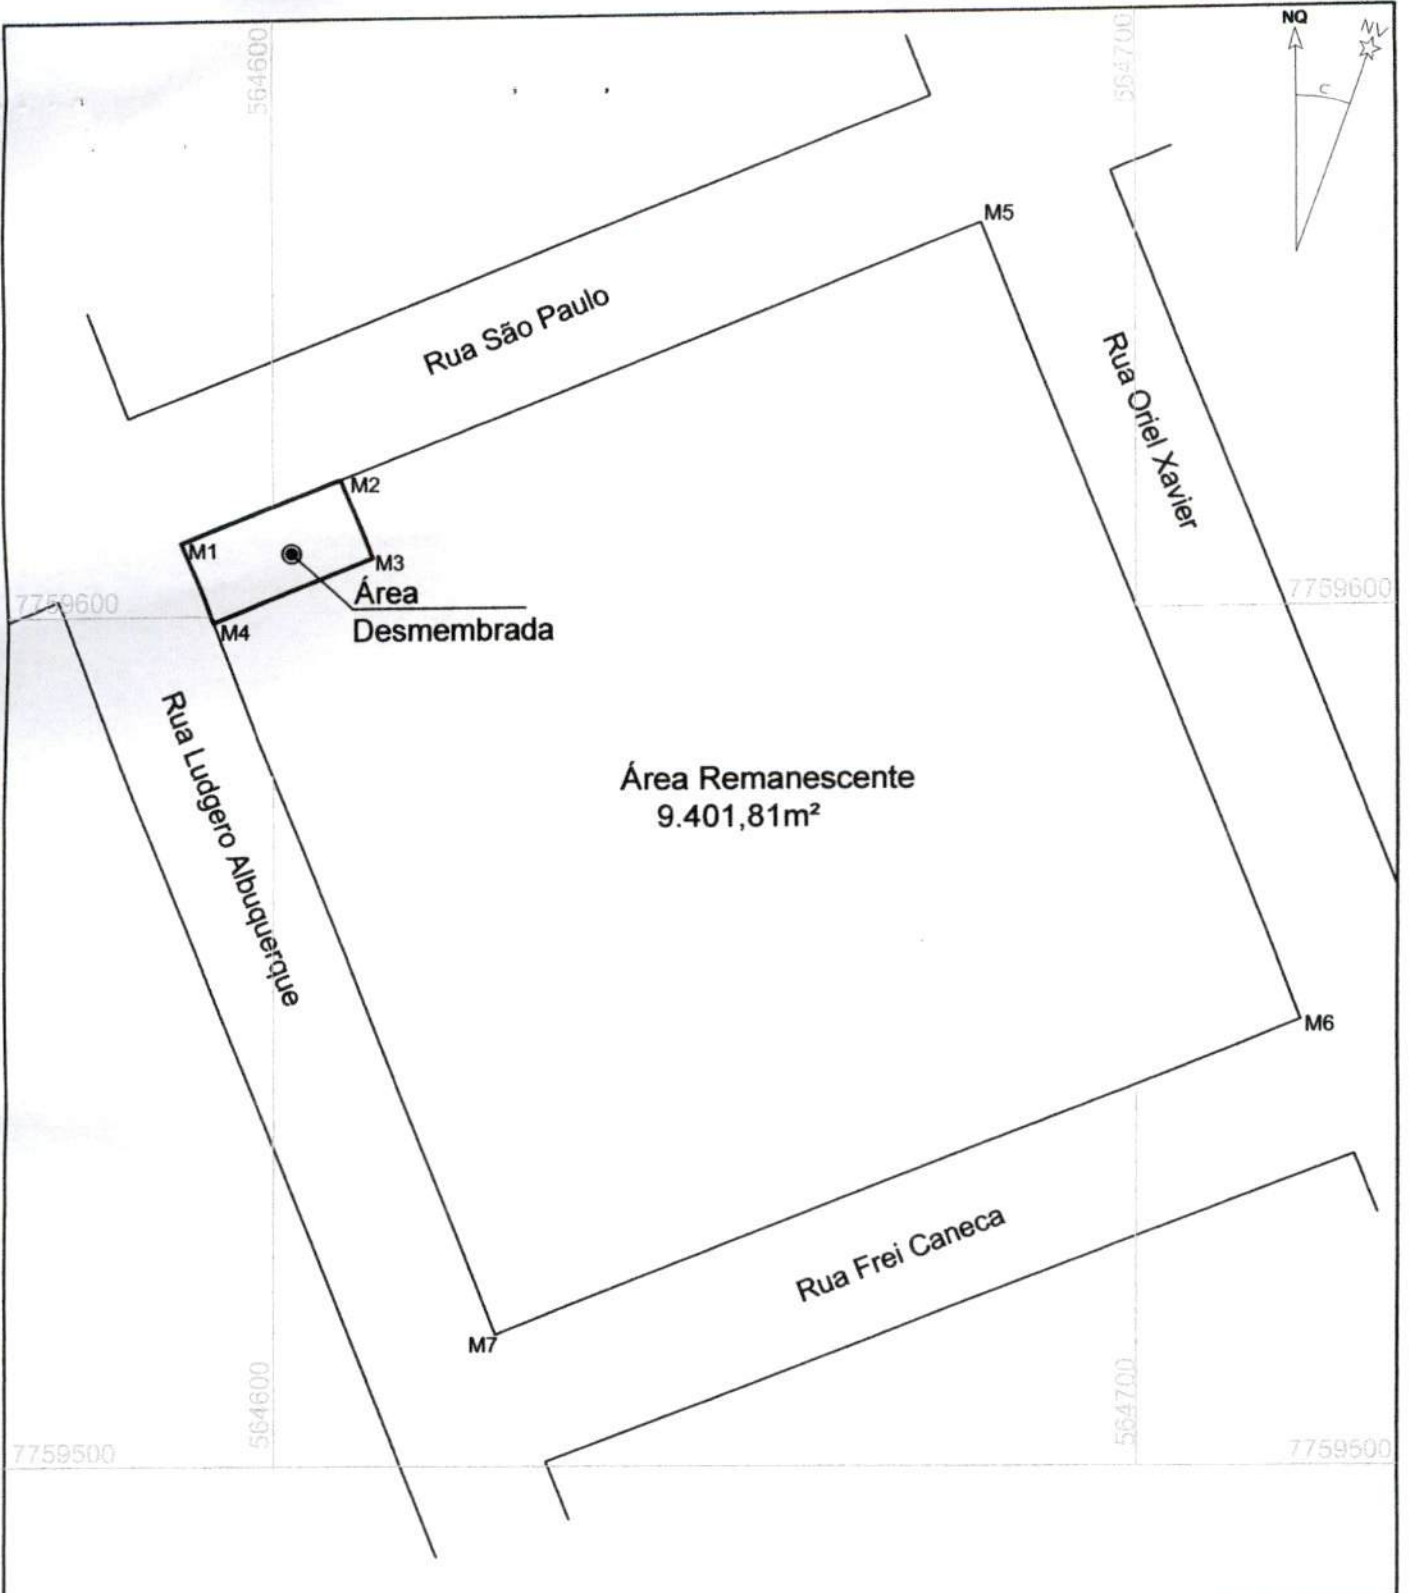 564600
564700
NQ
NV
C
M5
Rua São Paulo
Rua Oriel Xavier
M2
M1
M3
Área
Desmembrada
7759600
7759600
M4
Rua Ludgero Albuquerque
Área Remanescente
9.401,81m²
M6
Rua Frei Caneca
M7
564600
564700
7759500
7759500